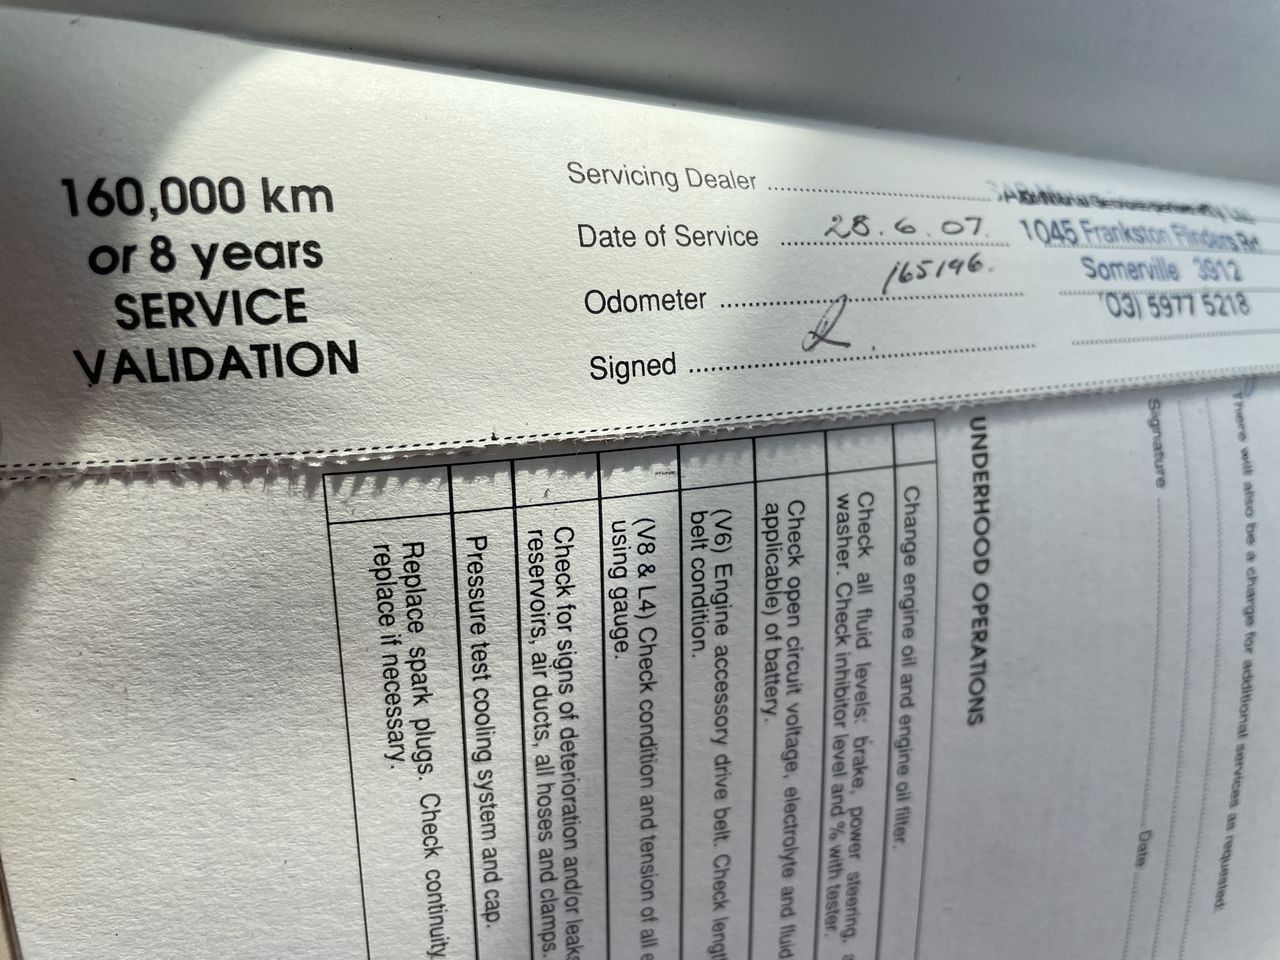 160,000 km
or 8 years
SERVICE
VALIDATION
Servicing Dealer
Date of Service 28.6.07.
Odometer 165196.
Signed
1045 Frankston Flinders Rd
Somerville 3912
(03) 5977 5218
There will also be a charge for additional services as requested:
Signature Date
UNDERHOOD OPERATIONS
Change engine oil and engine oil filter.
Check all fluid levels: brake, power steering,
washer. Check inhibitor level and % with tester.
Check open circuit voltage, electrolyte and fluid
applicable) of battery.
(V6) Engine accessory drive belt. Check lengt
belt condition.
(V8 & L4) Check condition and tension of all e
using gauge.
Check for signs of deterioration and/or leaks
reservoirs, air ducts, all hoses and clamps.
Pressure test cooling system and cap.
Replace spark plugs. Check continuity
replace if necessary.